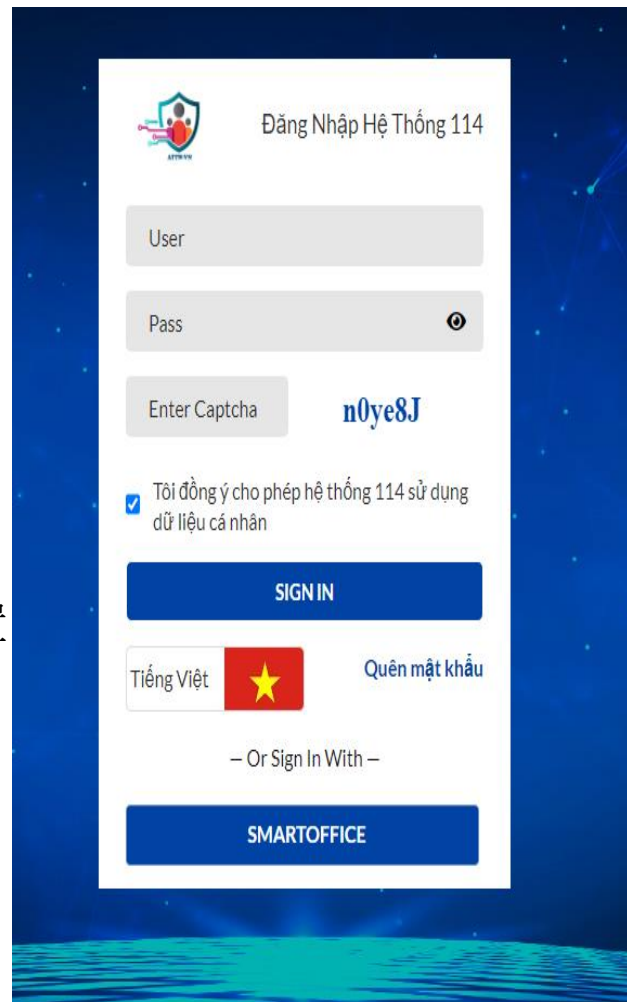 Đăng Nhập Hệ Thống 114
User
Pass
Enter Captcha
n0ye8J
Tôi đồng ý cho phép hệ thống 114 sử dụng
dữ liệu cá nhân
SIGN IN
Tiếng Việt
Quên mật khẩu
– Or Sign In With –
SMARTOFFICE